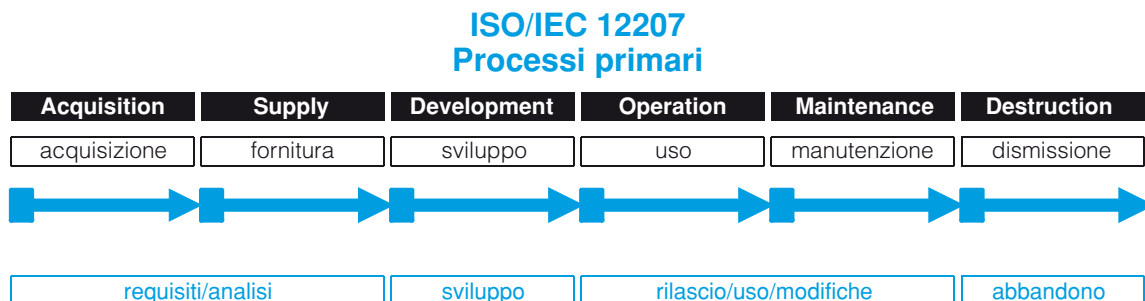 ISO/IEC 12207
Processi primari
Acquisition Supply Development Operation Maintenance Destruction
acquisizione fornitura sviluppo uso manutenzione dismissione
requisiti/analisi sviluppo rilascio/uso/modifiche abbandono